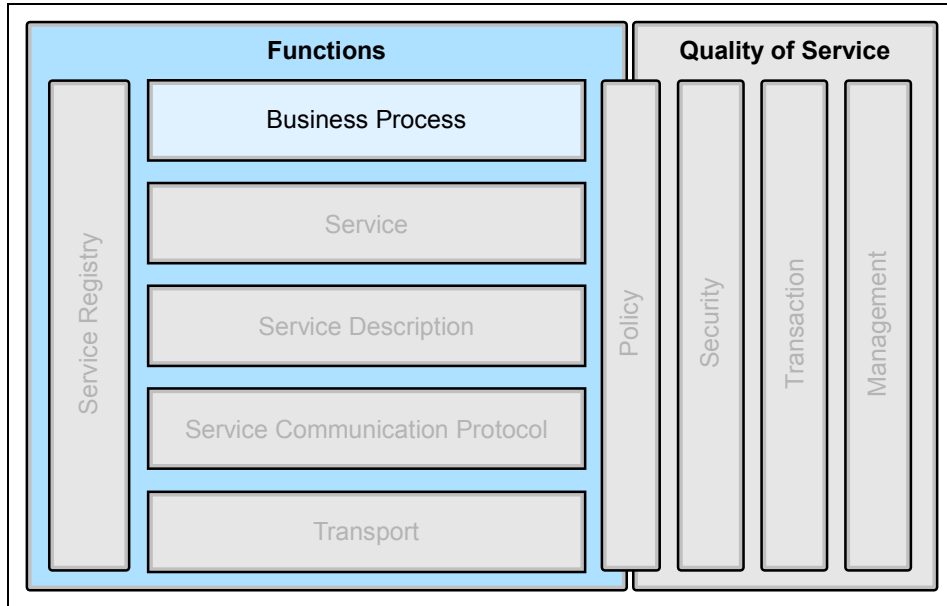 Functions
Quality of Service
Service Registry
Business Process
Service
Service Description
Service Communication Protocol
Transport
Policy
Security
Transaction
Management